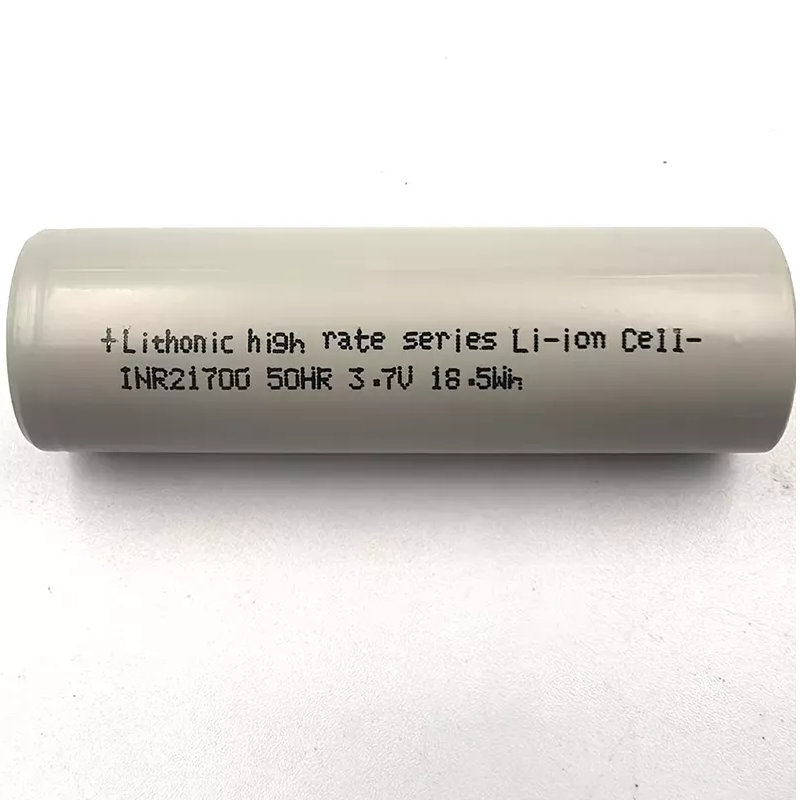 +Lithonic high rate series Li-ion Cell-
INR21700 50HR 3.7V 18.5Wh